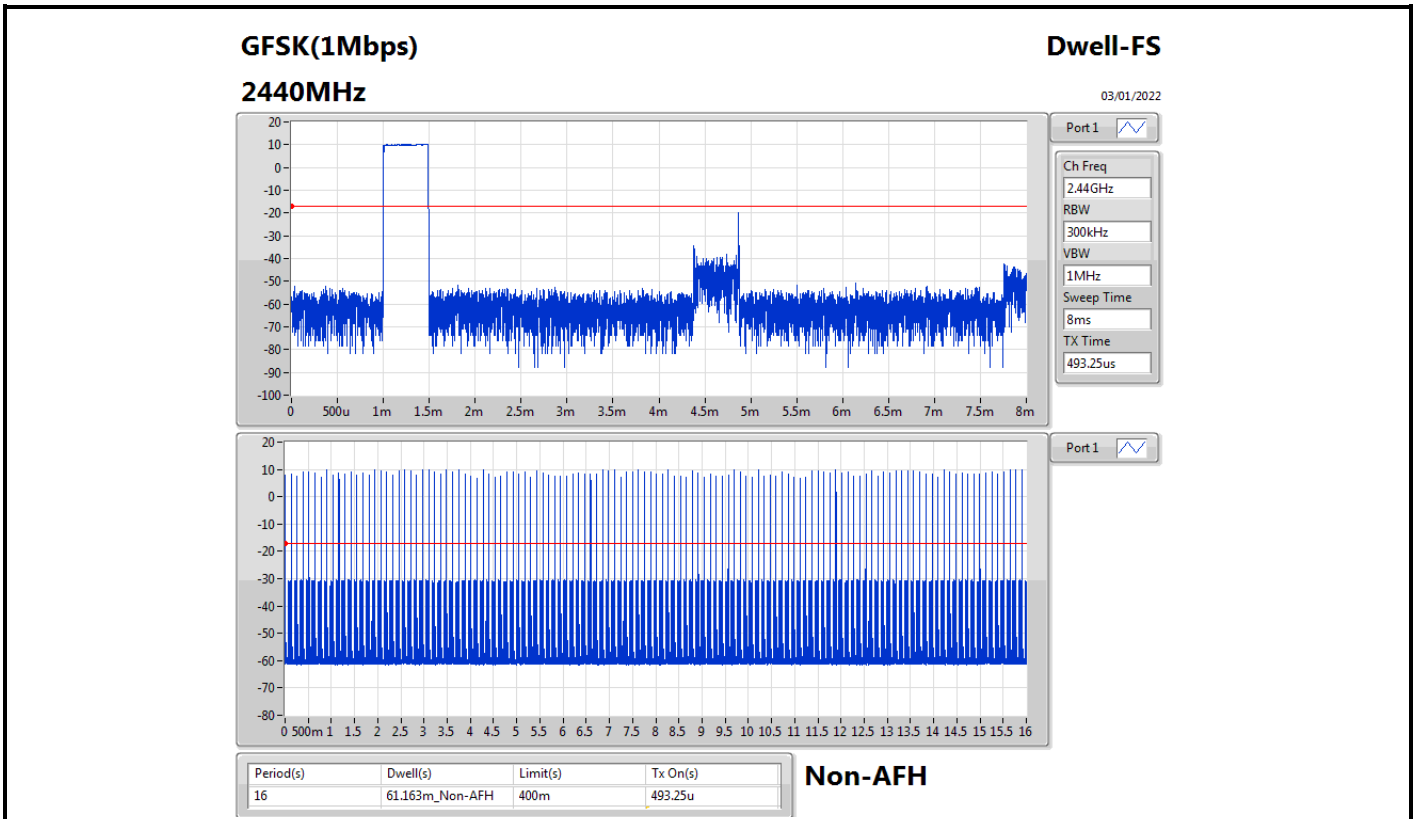 GFSK(1Mbps)
Dwell-FS
2440MHz
03/01/2022
20
10
0
-10
-20
-30
-40
-50
-60
-70
-80
-90
-100
0 500u 1m 1.5m 2m 2.5m 3m 3.5m 4m 4.5m 5m 5.5m 6m 6.5m 7m 7.5m 8m
Port 1
Ch Freq
2.44GHz
RBW
300kHz
VBW
1MHz
Sweep Time
8ms
TX Time
493.25us
20
10
0
-10
-20
-30
-40
-50
-60
-70
-80
0 500m 1 1.5 2 2.5 3 3.5 4 4.5 5 5.5 6 6.5 7 7.5 8 8.5 9 9.5 10 10.5 11 11.5 12 12.5 13 13.5 14 14.5 15 15.5 16
Port 1
Period(s) Dwell(s) Limit(s) Tx On(s)
16 61.163m_Non-AFH 400m 493.25u
Non-AFH